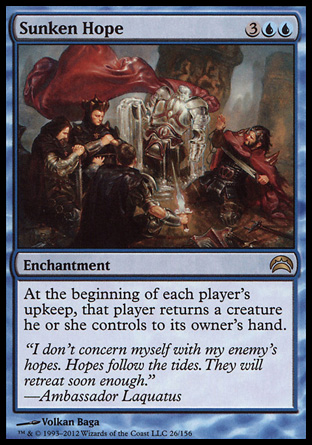 Sunken Hope 3
Enchantment
At the beginning of each player's
upkeep, that player returns a creature
he or she controls to its owner's hand.
"I don't concern myself with my enemy's
hopes. Hopes follow the tides. They will
retreat soon enough."
—Ambassador Laquatus
Volkan Baga
™ & © 1993–2012 Wizards of the Coast LLC 26/156